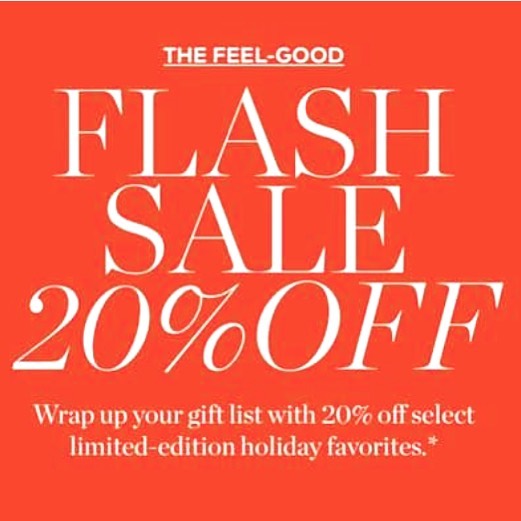 THE FEEL-GOOD
FLASH
SALE
20%OFF
Wrap up your gift list with 20% off select
limited-edition holiday favorites.*